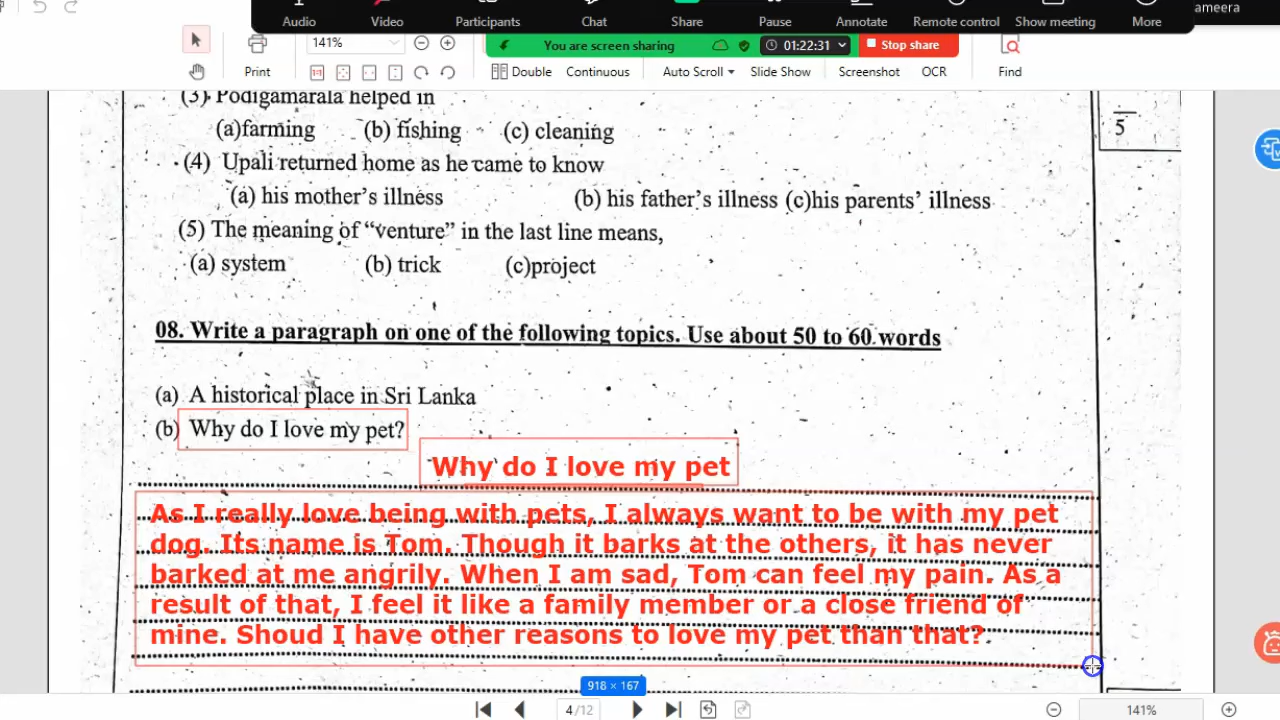 ameera
Audio Video Participants Chat Share Pause Annotate Remote control Show meeting More
141% You are screen sharing 01:22:31 Stop share
Print Double Continuous Auto Scroll Slide Show Screenshot OCR Find
(3) Podigamarala helped in
5
(a)farming (b) fishing (c) cleaning
(4) Upali returned home as he came to know
(a) his mother's illness (b) his father's illness (c)his parents' illness
(5) The meaning of “venture” in the last line means,
(a) system (b) trick (c)project
08. Write a paragraph on one of the following topics. Use about 50 to 60 words
(a) A historical place in Sri Lanka
(b) Why do I love my pet?
Why do I love my pet
As I really love being with pets, I always want to be with my pet
dog. Its name is Tom. Though it barks at the others, it has never
barked at me angrily. When I am sad, Tom can feel my pain. As a
result of that, I feel it like a family member or a close friend of
mine. Shoud I have other reasons to love my pet than that?
918 × 167
4/12 141%